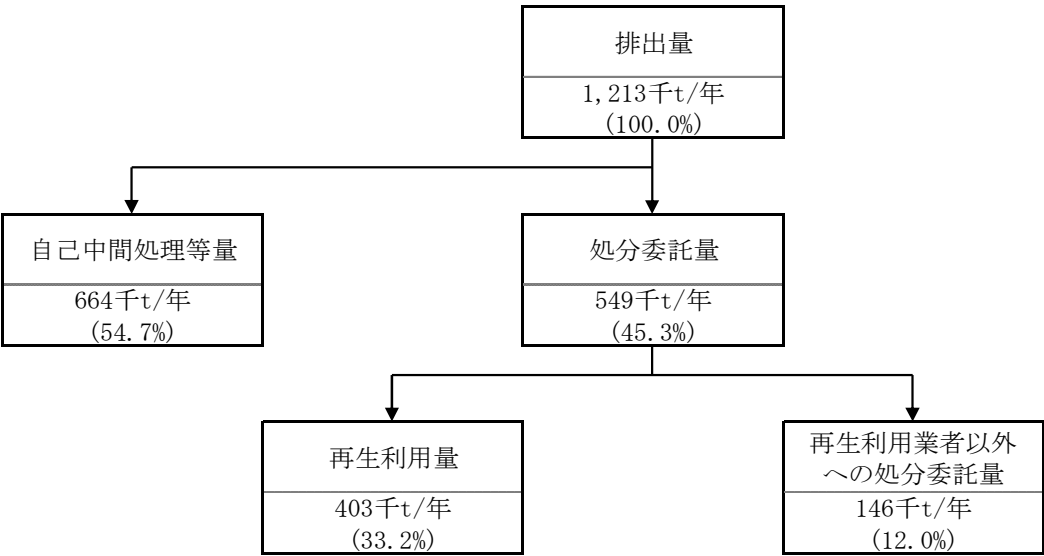 排出量
1,213千t/年
(100.0%)
自己中間処理等量
664千t/年
(54.7%)
処分委託量
549千t/年
(45.3%)
再生利用量
403千t/年
(33.2%)
再生利用業者以外
への処分委託量
146千t/年
(12.0%)